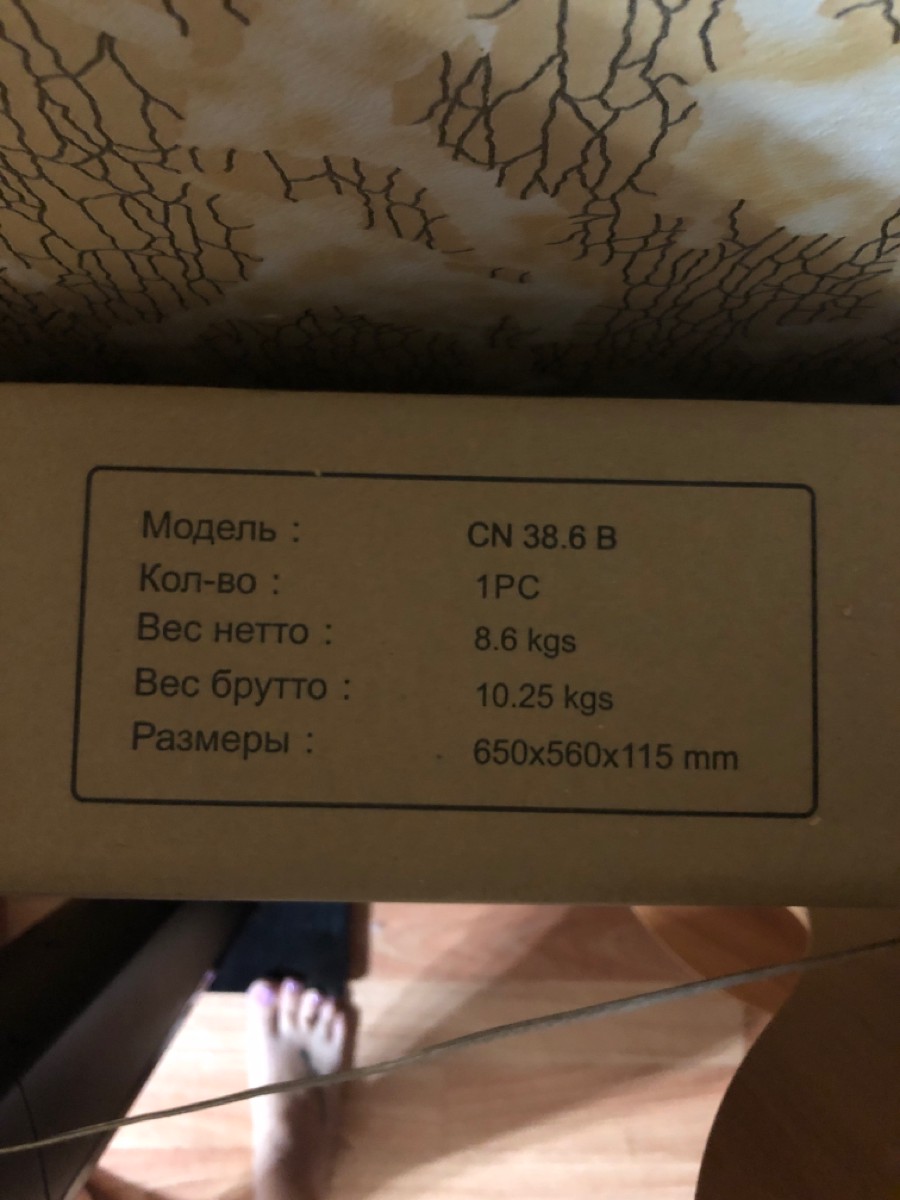 Модель : CN 38.6 B
Кол-во : 1PC
Вес нетто : 8.6 kgs
Вес брутто : 10.25 kgs
Размеры : 650x560x115 mm